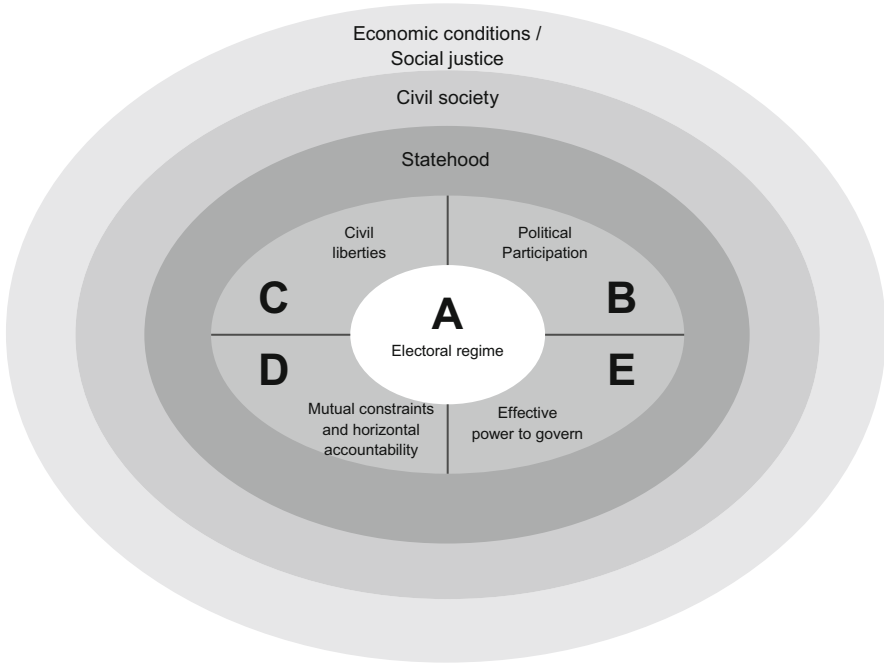 Economic conditions /
Social justice
Civil society
Statehood
Civil
liberties
Political
Participation
C
A
B
Electoral regime
D
E
Mutual constraints
and horizontal
accountability
Effective
power to govern